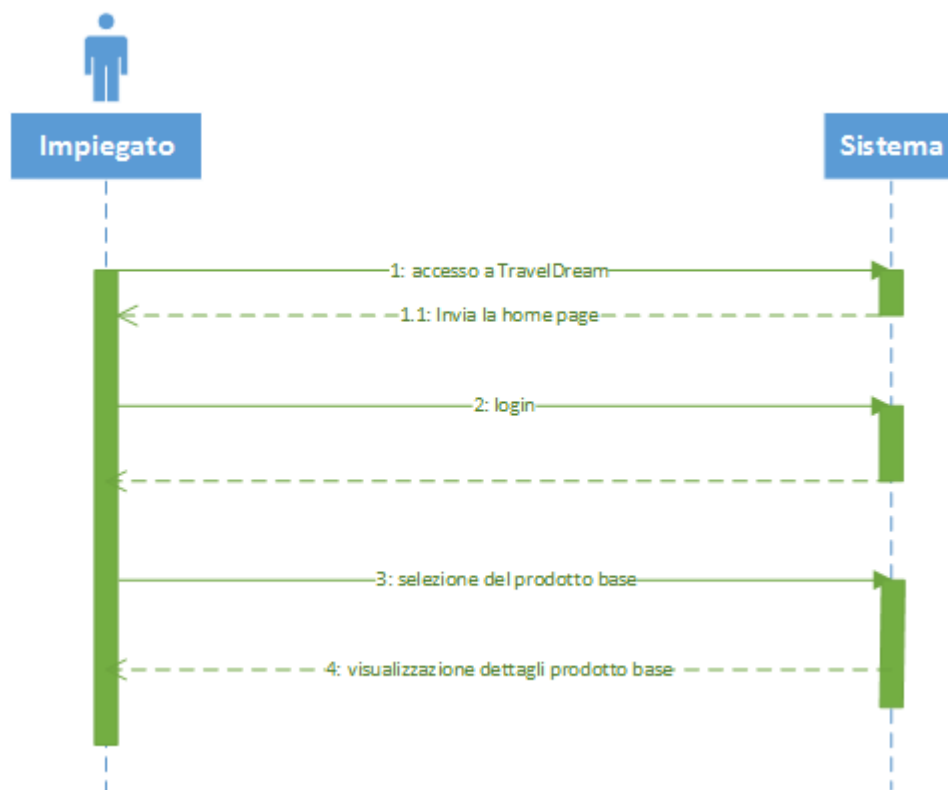 Impiegato
Sistema
1: accesso a TravelDream
1.1: Invia la home page
2: login
3: selezione del prodotto base
4: visualizzazione dettagli prodotto base